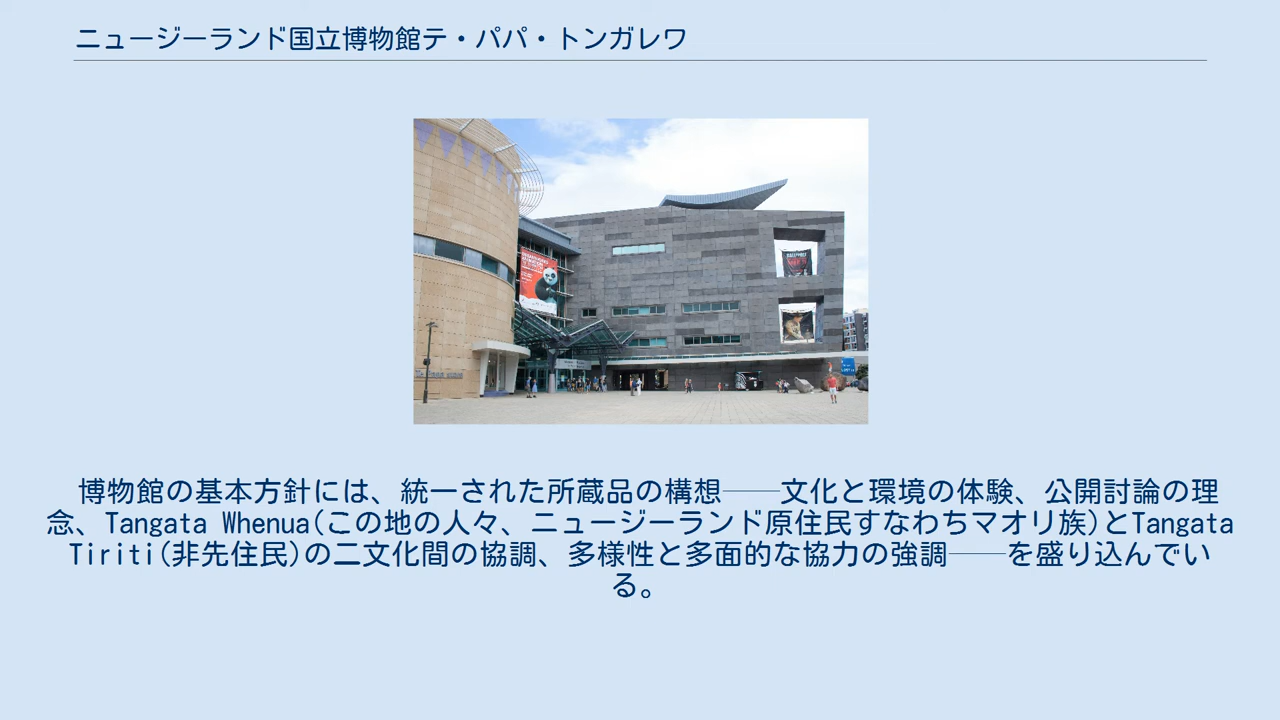 ニュージーランド国立博物館テ・パパ・トンガレワ
博物館の基本方針には、統一された所蔵品の構想──文化と環境の体験、公開討論の理
念、Tangata Whenua(この地の人々、ニュージーランド原住民すなわちマオリ族)とTangata
Tiriti(非先住民)の二文化間の協調、多様性と多面的な協力の強調──を盛り込んでい
る。